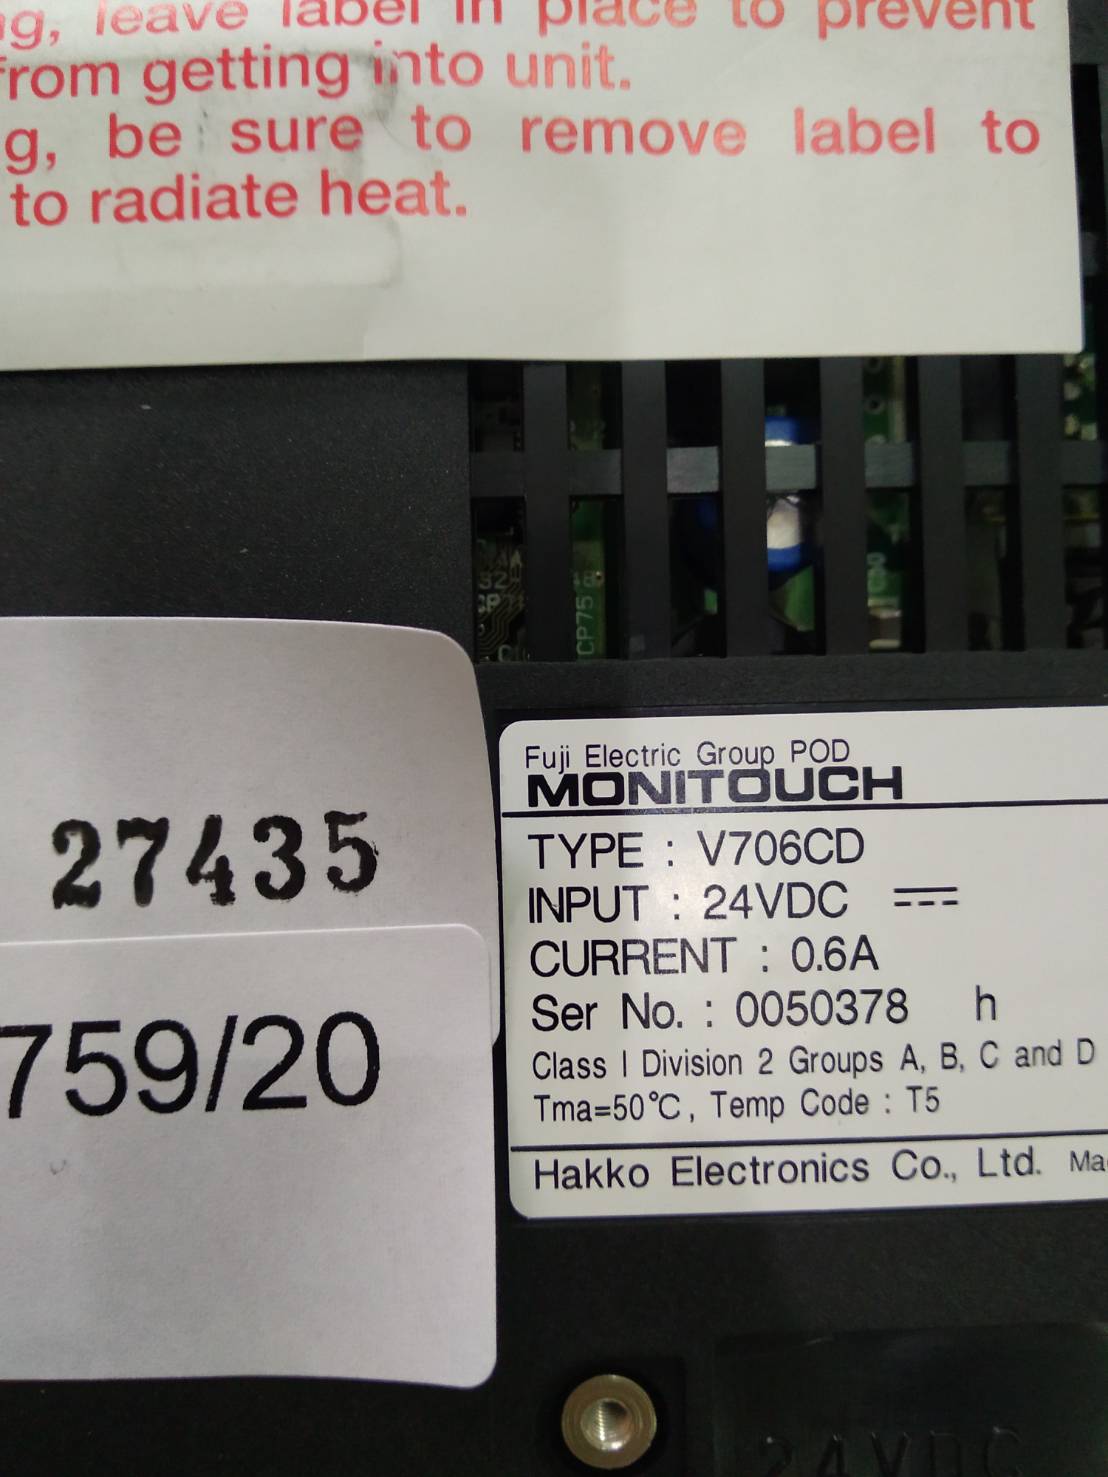 leave label in place to prevent
from getting into unit.
g, be sure to remove label to
to radiate heat.
CP75
Fuji Electric Group POD
MONITOUCH
TYPE : V706CD
INPUT : 24VDC
CURRENT : 0.6A
Ser No. : 0050378 h
Class I Division 2 Groups A, B, C and D
Tma=50℃, Temp Code : T5
Hakko Electronics Co., Ltd.
27435
759/20
24VDC